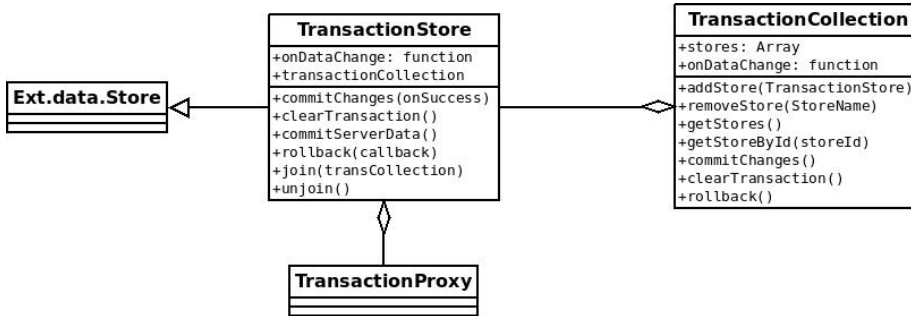 TransactionStore
+onDataChange: function
+transactionCollection
+commitChanges(onSuccess)
+clearTransaction()
+commitServerData()
+rollback(callback)
+join(transCollection)
+unjoin()
TransactionCollection
+stores: Array
+onDataChange: function
+addStore(TransactionStore)
+removeStore(StoreName)
+getStores()
+getStoreById(storeId)
+commitChanges()
+clearTransaction()
+rollback()
Ext.data.Store
TransactionProxy